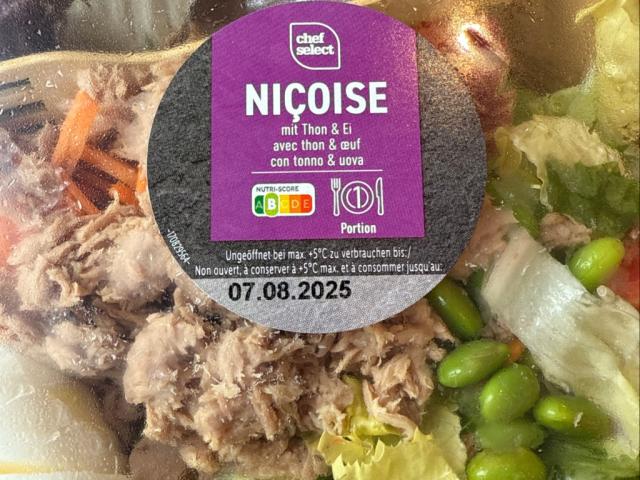 chef
select
NIÇOISE
mit Thon & Ei
avec thon & œuf
con tonno & uova
NUTRI-SCORE
A B C D E
1
Portion
Ungeöffnet bei max. +5°C zu verbrauchen bis:/
Non ouvert, à conserver à +5°C max. et à consommer jusqu'au:
07.08.2025